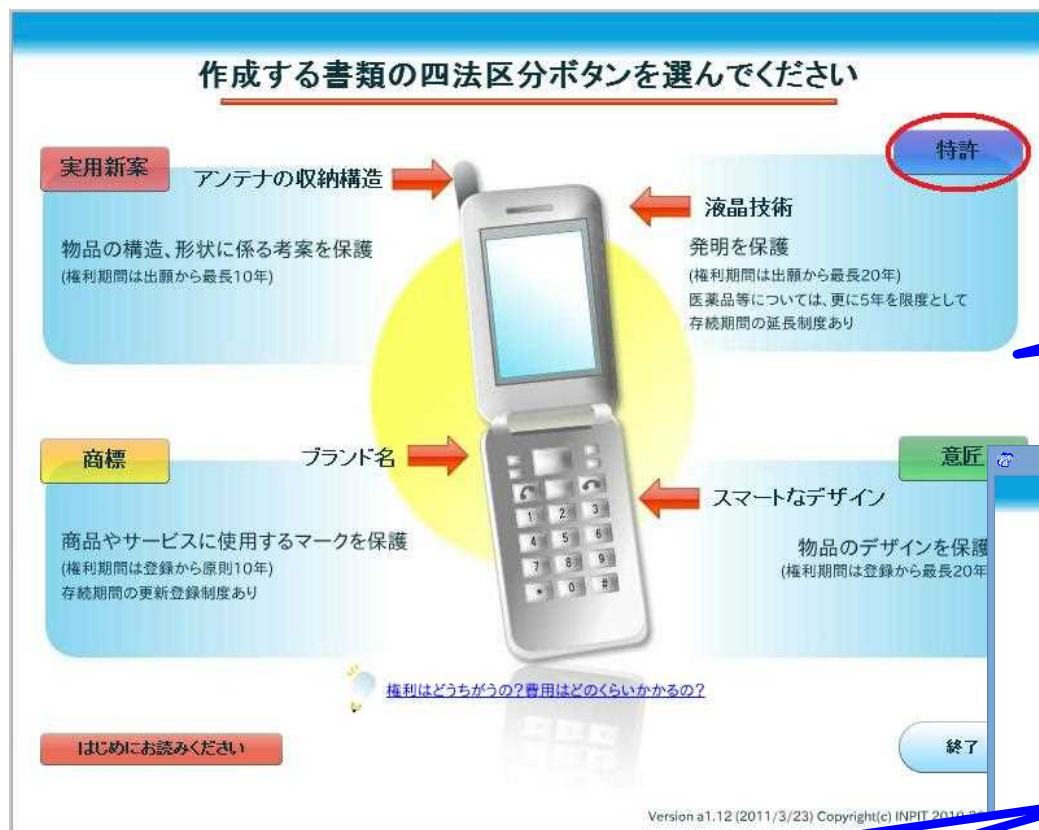 作成する書類の四法区分ボタンを選んでください
実用新案
アンテナの収納構造
物品の構造、形状に係る考案を保護
(権利期間は出願から最長10年)
特許
液晶技術
発明を保護
(権利期間は出願から最長20年)
医薬品等については、更に5年を限度として
存続期間の延長制度あり
商標
ブランド名
商品やサービスに使用するマークを保護
(権利期間は登録から原則10年)
存続期間の更新登録制度あり
意匠
スマートなデザイン
物品のデザインを保護
(権利期間は登録から最長20年
1 2 3
4 5 6
7 8 9
* 0 #
権利はどうちがうの?費用はどのくらいかかるの?
はじめにお読みください
終了
Version a1.12 (2011/3/23) Copyright(c) INPIT 2010